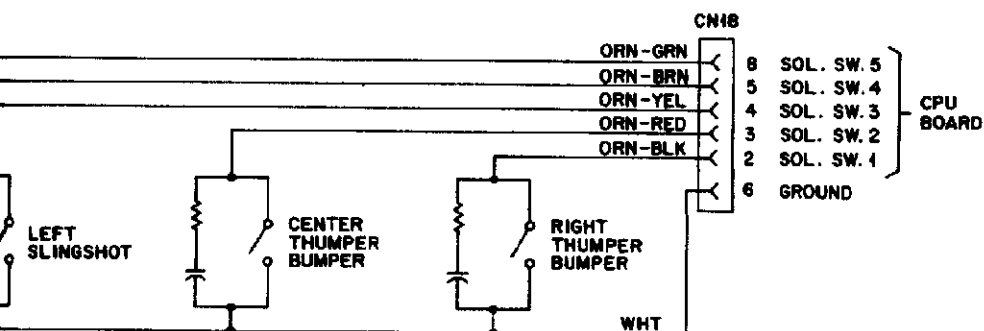 CN18
ORN-GRN 8 SOL. SW. 5
ORN-BRN 5 SOL. SW. 4
ORN-YEL 4 SOL. SW. 3
ORN-RED 3 SOL. SW. 2
ORN-BLK 2 SOL. SW. 1
6 GROUND
CPU
BOARD
LEFT
SLINGSHOT
CENTER
THUMPER
BUMPER
RIGHT
THUMPER
BUMPER
WHT